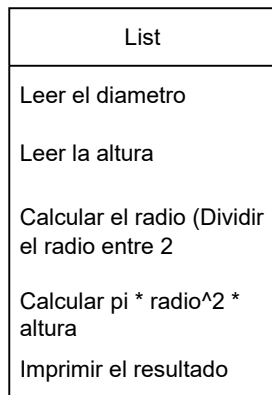 List
Leer el diametro
Leer la altura
Calcular el radio (Dividir
el radio entre 2
Calcular pi * radio^2 *
altura
Imprimir el resultado